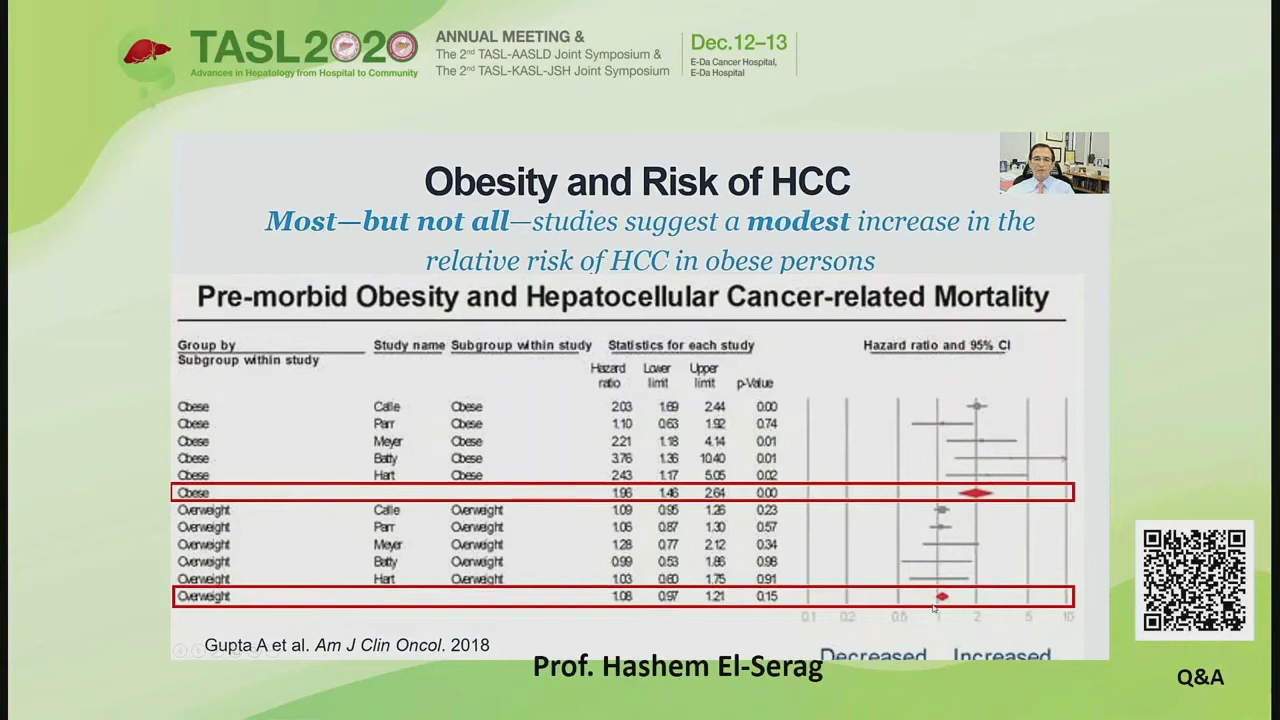 TASL2020
Advances in Hepatology from Hospital to Community
ANNUAL MEETING &
The 2nd TASL-AASLD Joint Symposium &
The 2nd TASL-KASL-JSH Joint Symposium
Dec.12–13
E-Da Cancer Hospital,
E-Da Hospital
Obesity and Risk of HCC
Most—but not all—studies suggest a modest increase in the
relative risk of HCC in obese persons
Pre-morbid Obesity and Hepatocellular Cancer-related Mortality
Group by Study name Subgroup within study Statistics for each study Hazard ratio and 95% CI
Subgroup within study
Hazard Lower Upper
ratio limit limit p-Value
Obese Calle Obese 2.03 1.69 2.44 0.00
Obese Parr Obese 1.10 0.63 1.92 0.74
Obese Meyer Obese 2.21 1.18 4.14 0.01
Obese Batty Obese 3.76 1.36 10.40 0.01
Obese Hart Obese 2.43 1.17 5.05 0.02
Obese 1.96 1.46 2.64 0.00
Overweight Calle Overweight 1.09 0.95 1.26 0.23
Overweight Parr Overweight 1.06 0.87 1.30 0.57
Overweight Meyer Overweight 1.28 0.77 2.12 0.34
Overweight Batty Overweight 0.99 0.53 1.86 0.98
Overweight Hart Overweight 1.03 0.60 1.75 0.91
Overweight 1.08 0.97 1.21 0.15
0.1 0.2 0.5 1 2 5 10
Decreased Increased
Gupta A et al. Am J Clin Oncol. 2018
Prof. Hashem El-Serag
Q&A